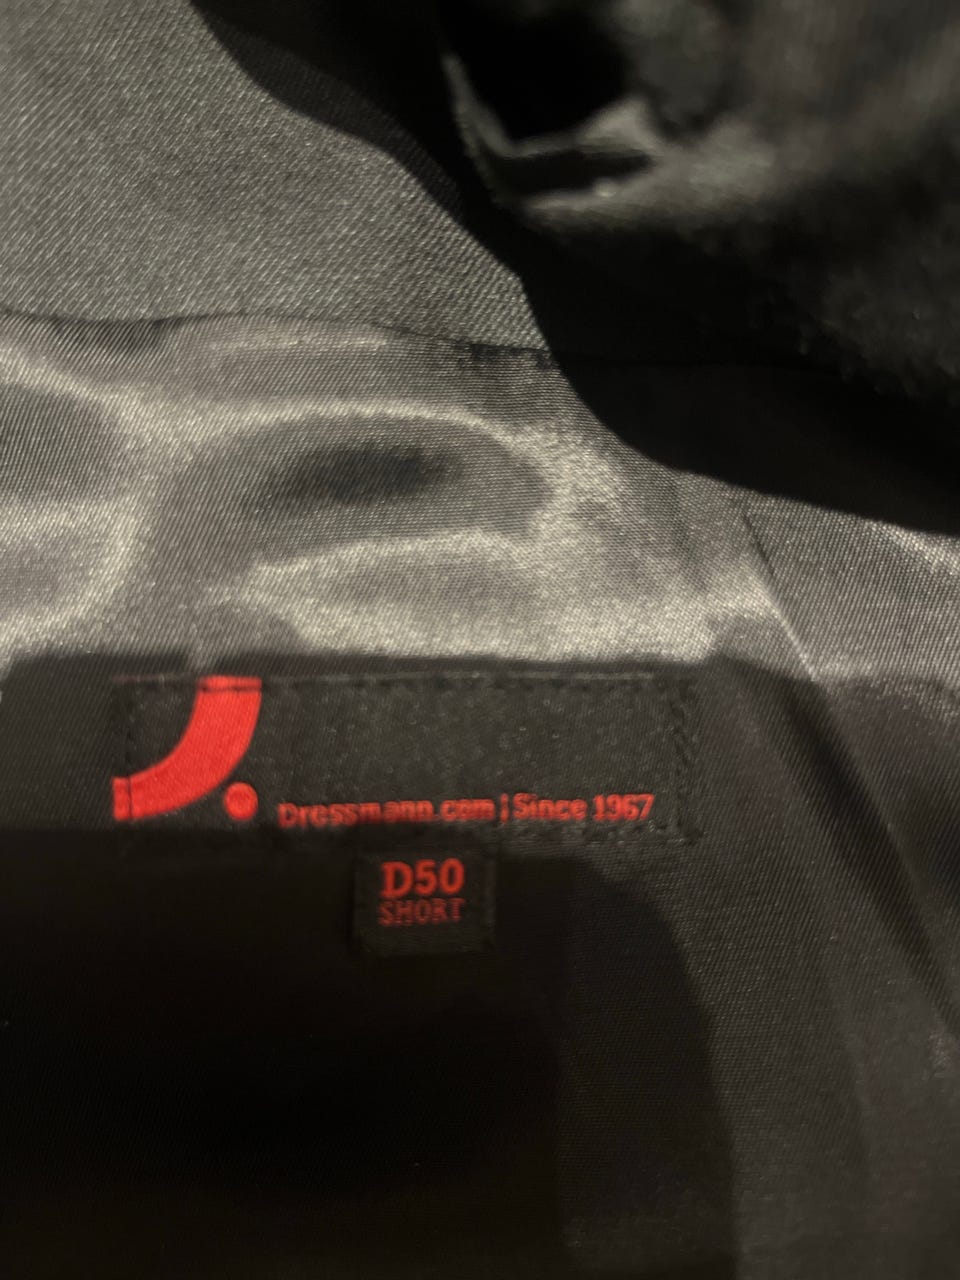 Dressmann.com | Since 1967
D50
SHORT